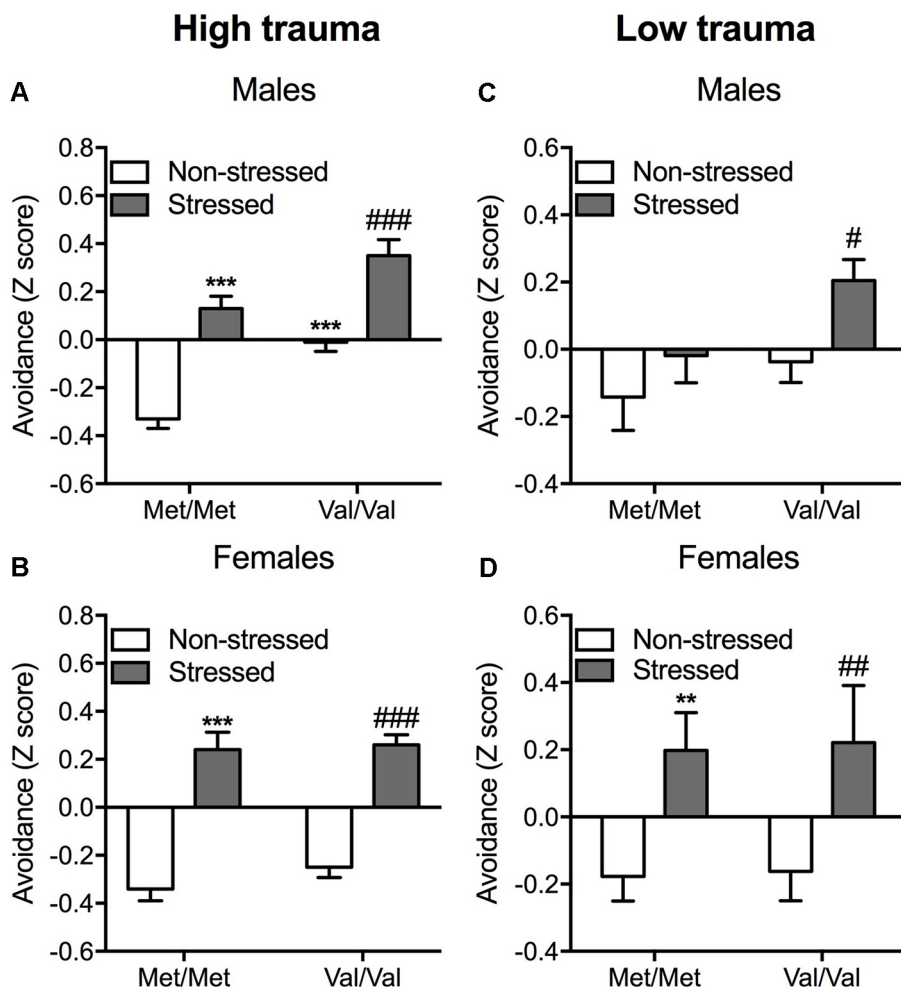 High trauma
Low trauma
A
Males
Avoidance (Z score)
0.8
0.6
0.4
0.2
0.0
-0.2
-0.4
-0.6
Non-stressed
Stressed
***
***
###
Met/Met
Val/Val
C
Males
Avoidance (Z score)
0.6
0.4
0.2
0.0
-0.2
-0.4
Non-stressed
Stressed
#
Met/Met
Val/Val
B
Females
Avoidance (Z score)
0.8
0.6
0.4
0.2
0.0
-0.2
-0.4
-0.6
Non-stressed
Stressed
***
###
Met/Met
Val/Val
D
Females
Avoidance (Z score)
0.6
0.4
0.2
0.0
-0.2
-0.4
Non-stressed
Stressed
**
##
Met/Met
Val/Val